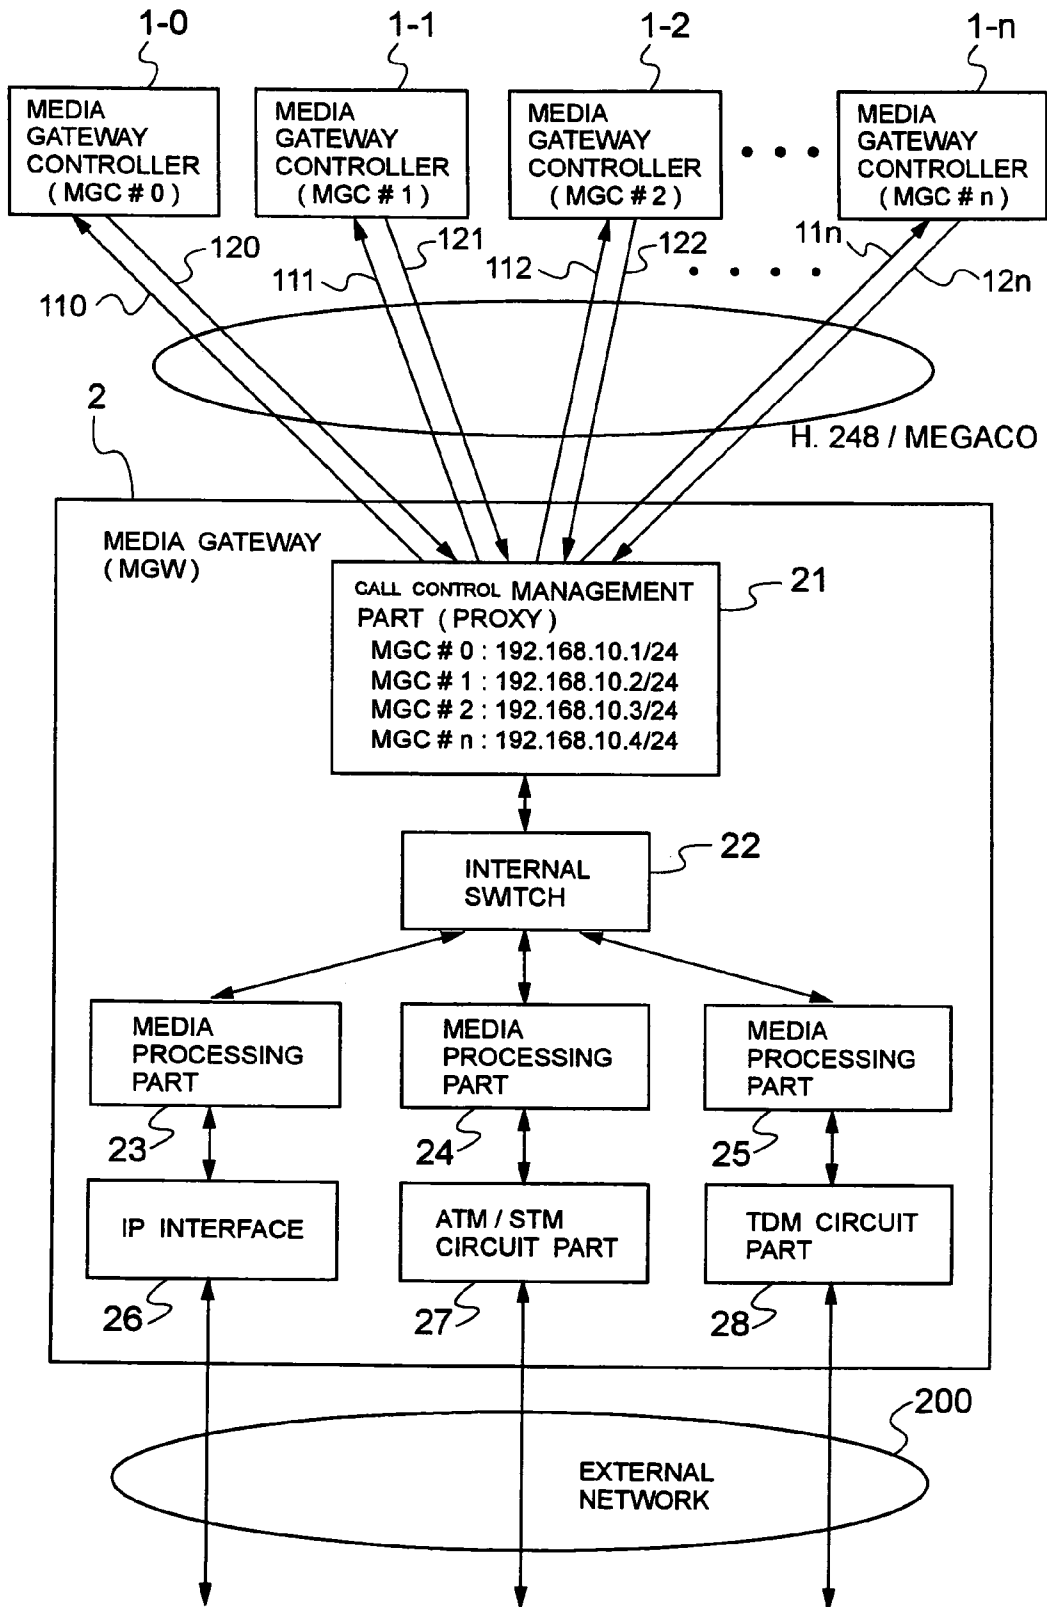 1-0
1-1
1-2
1-n
MEDIA
GATEWAY
CONTROLLER
( MGC # 0 )
MEDIA
GATEWAY
CONTROLLER
( MGC # 1 )
MEDIA
GATEWAY
CONTROLLER
( MGC # 2 )
MEDIA
GATEWAY
CONTROLLER
( MGC # n )
110
120
111
121
112
122
11n
12n
H. 248 / MEGACO
2
MEDIA GATEWAY
( MGW )
CALL CONTROL MANAGEMENT
PART ( PROXY )
MGC # 0 : 192.168.10.1/24
MGC # 1 : 192.168.10.2/24
MGC # 2 : 192.168.10.3/24
MGC # n : 192.168.10.4/24
21
INTERNAL
SWITCH
22
MEDIA
PROCESSING
PART
23
MEDIA
PROCESSING
PART
24
MEDIA
PROCESSING
PART
25
IP INTERFACE
26
ATM / STM
CIRCUIT PART
27
TDM CIRCUIT
PART
28
200
EXTERNAL
NETWORK